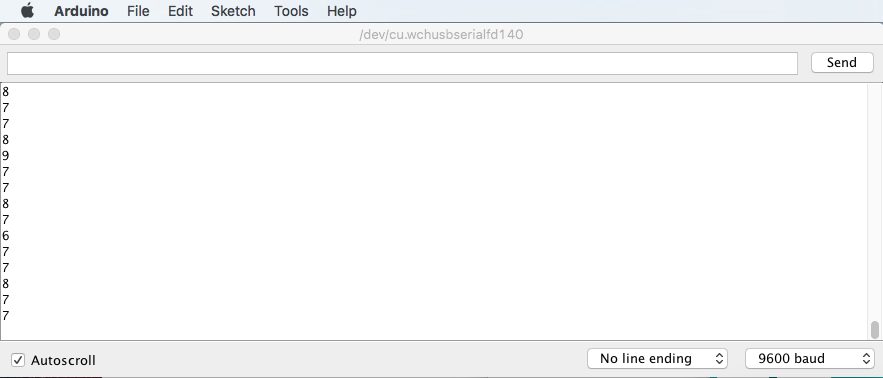 Arduino File Edit Sketch Tools Help
/dev/cu.wchusbserialfd140
Send
8
7
7
8
9
7
7
8
7
6
7
7
8
7
7
Autoscroll
No line ending
9600 baud